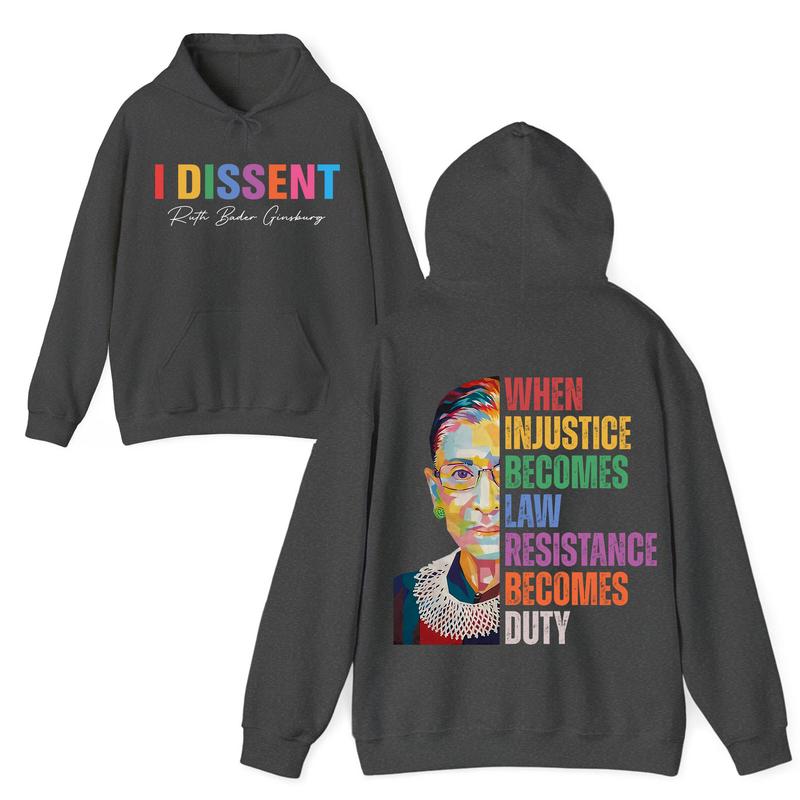 I DISSENT
Ruth Bader Ginsburg
WHEN
INJUSTICE
BECOMES
LAW
RESISTANCE
BECOMES
DUTY